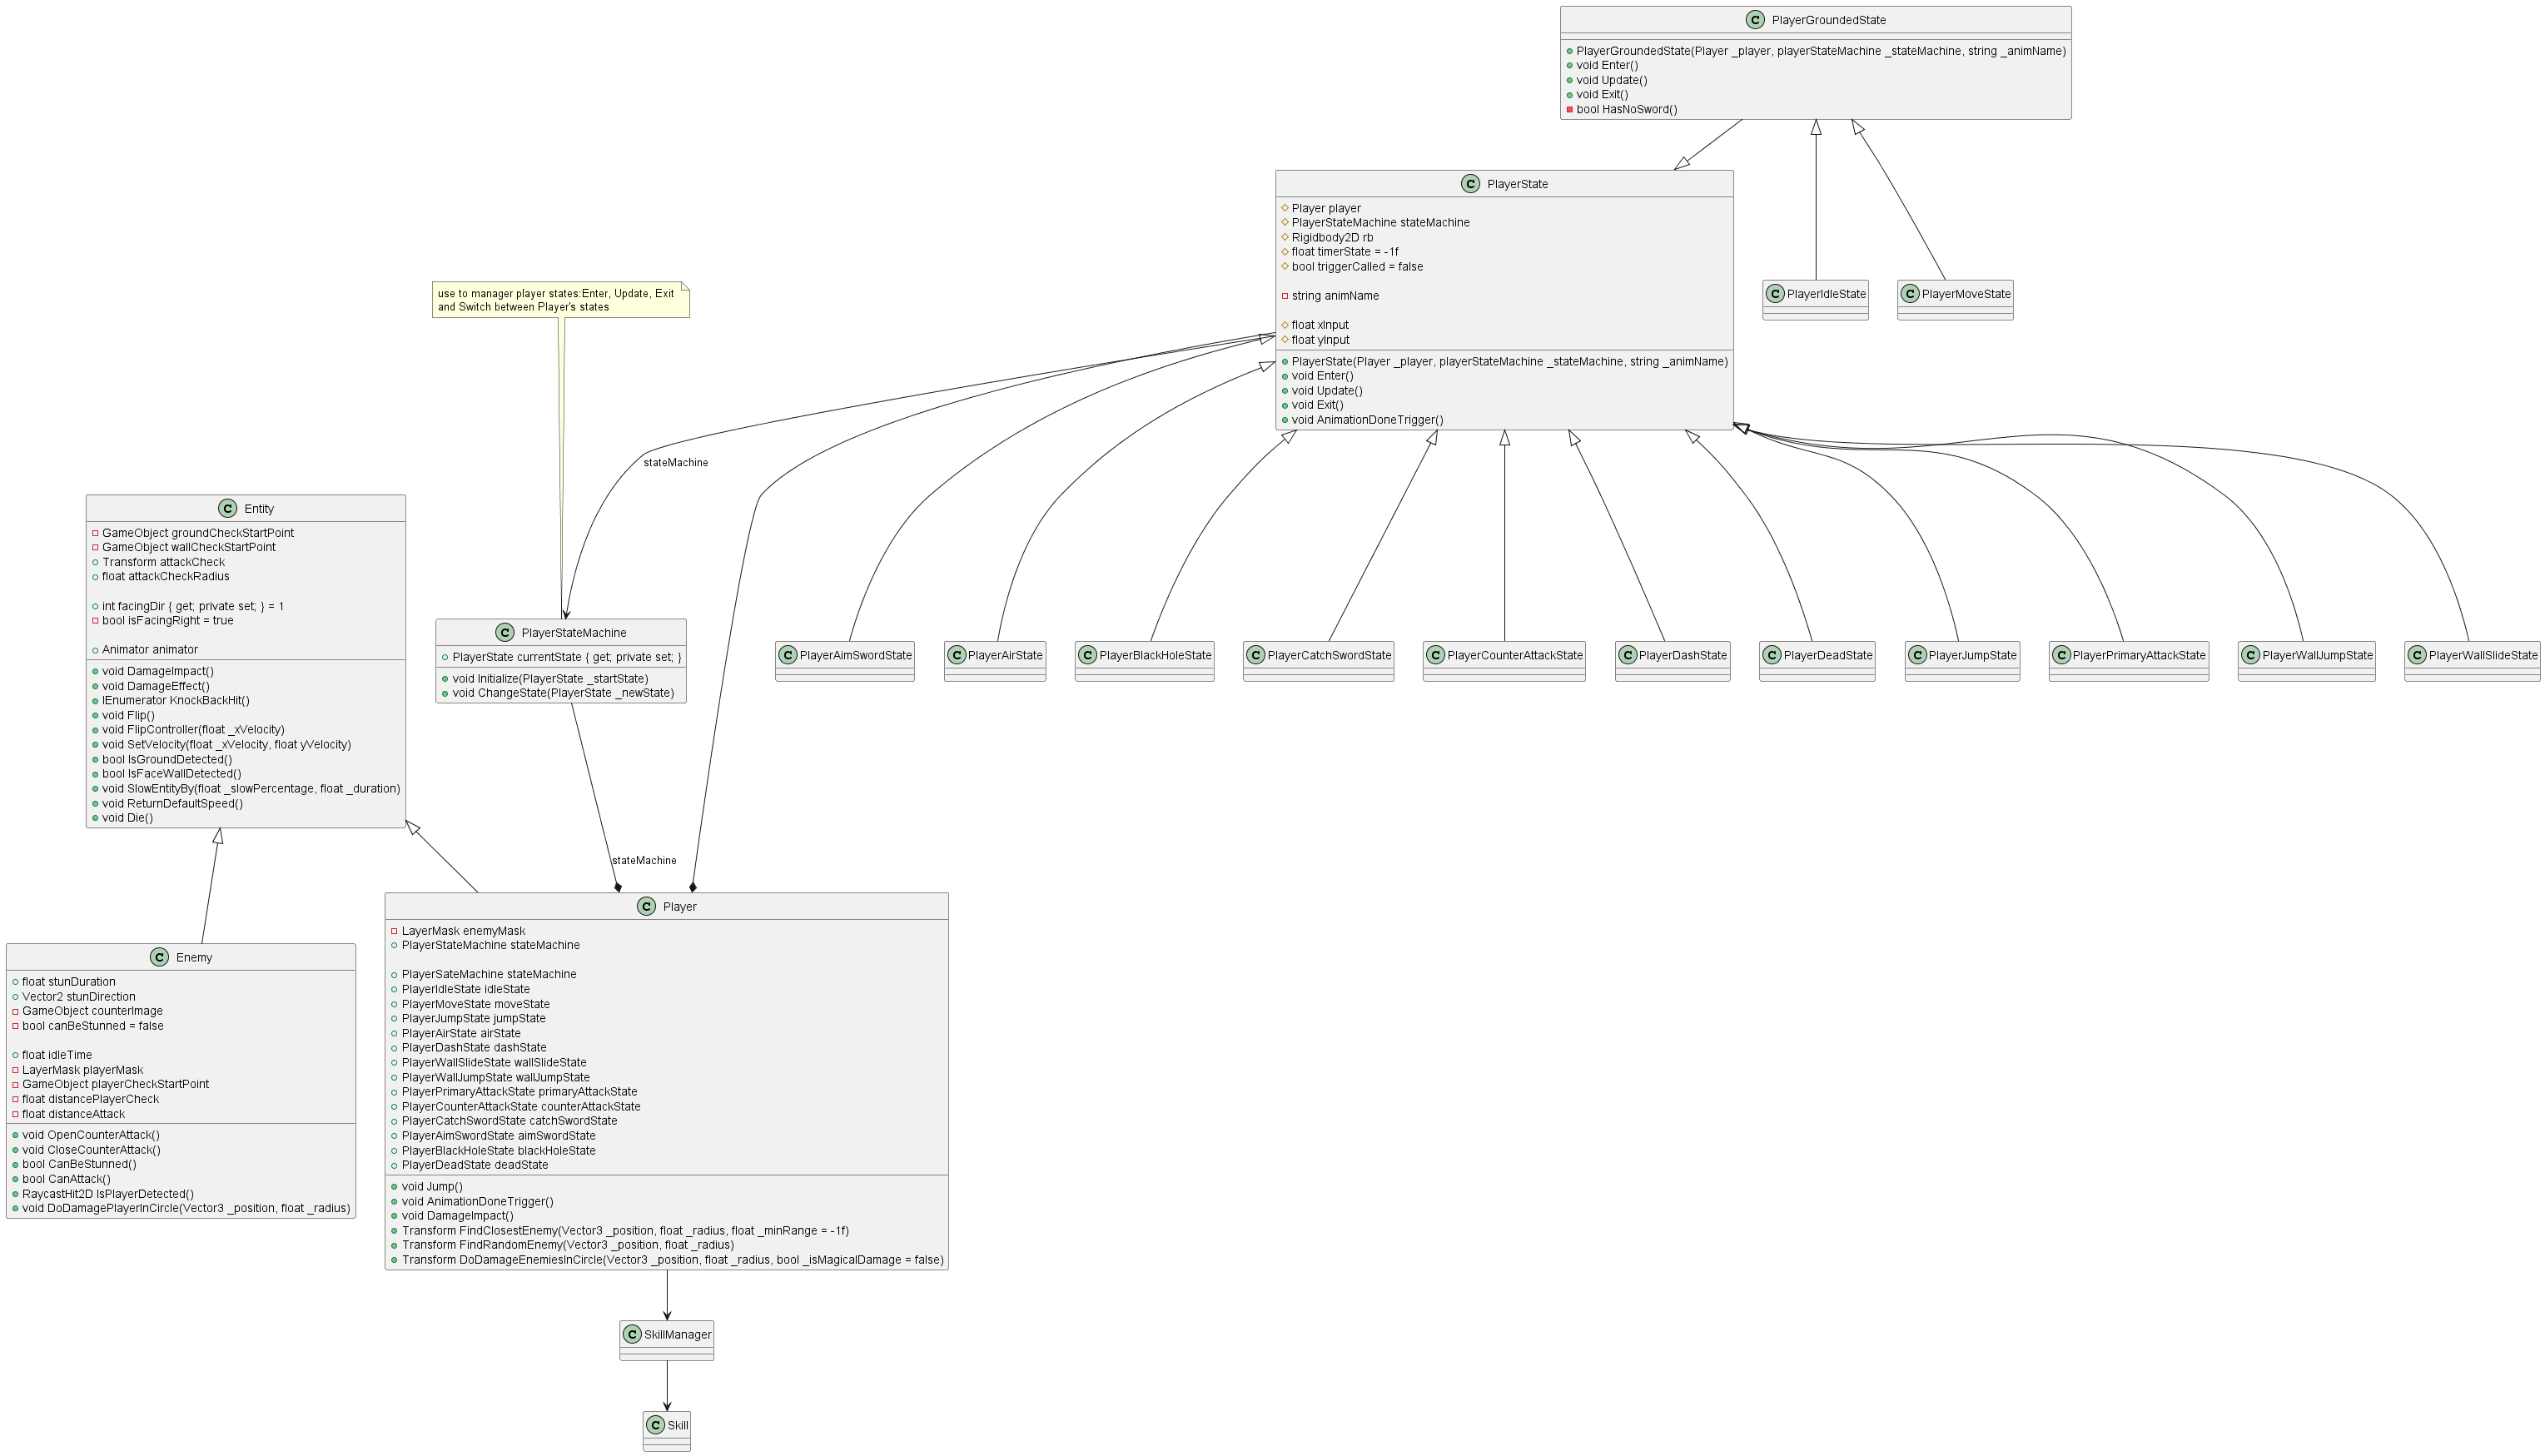 PlayerGroundedState
PlayerGroundedState(Player _player, playerStateMachine _stateMachine, string _animName)
void Enter()
void Update()
void Exit()
bool HasNoSword()
PlayerState
Player player
PlayerStateMachine stateMachine
Rigidbody2D rb
float timerState = -1f
bool triggerCalled = false
string animName
float xInput
float yInput
PlayerState(Player _player, playerStateMachine _stateMachine, string _animName)
void Enter()
void Update()
void Exit()
void AnimationDoneTrigger()
PlayerIdleState
PlayerMoveState
use to manager player states:Enter, Update, Exit
and Switch between Player's states
stateMachine
Entity
GameObject groundCheckStartPoint
GameObject wallCheckStartPoint
Transform attackCheck
float attackCheckRadius
int facingDir { get; private set; } = 1
bool isFacingRight = true
Animator animator
void DamageImpact()
void DamageEffect()
IEnumerator KnockBackHit()
void Flip()
void FlipController(float _xVelocity)
void SetVelocity(float _xVelocity, float yVelocity)
bool IsGroundDetected()
bool IsFaceWallDetected()
void SlowEntityBy(float _slowPercentage, float _duration)
void ReturnDefaultSpeed()
void Die()
PlayerStateMachine
PlayerState currentState { get; private set; }
void Initialize(PlayerState _startState)
void ChangeState(PlayerState _newState)
PlayerAimSwordState
PlayerAirState
PlayerBlackHoleState
PlayerCatchSwordState
PlayerCounterAttackState
PlayerDashState
PlayerDeadState
PlayerJumpState
PlayerPrimaryAttackState
PlayerWallJumpState
PlayerWallSlideState
stateMachine
Enemy
float stunDuration
Vector2 stunDirection
GameObject counterImage
bool canBeStunned = false
float idleTime
LayerMask playerMask
GameObject playerCheckStartPoint
float distancePlayerCheck
float distanceAttack
void OpenCounterAttack()
void CloseCounterAttack()
bool CanBeStunned()
bool CanAttack()
RaycastHit2D IsPlayerDetected()
void DoDamagePlayerInCircle(Vector3 _position, float _radius)
Player
LayerMask enemyMask
PlayerStateMachine stateMachine
PlayerSateMachine stateMachine
PlayerIdleState idleState
PlayerMoveState moveState
PlayerJumpState jumpState
PlayerAirState airState
PlayerDashState dashState
PlayerWallSlideState wallSlideState
PlayerWallJumpState wallJumpState
PlayerPrimaryAttackState primaryAttackState
PlayerCounterAttackState counterAttackState
PlayerCatchSwordState catchSwordState
PlayerAimSwordState aimSwordState
PlayerBlackHoleState blackHoleState
PlayerDeadState deadState
void Jump()
void AnimationDoneTrigger()
void DamageImpact()
Transform FindClosestEnemy(Vector3 _position, float _radius, float _minRange = -1f)
Transform FindRandomEnemy(Vector3 _position, float _radius)
Transform DoDamageEnemiesInCircle(Vector3 _position, float _radius, bool _isMagicalDamage = false)
SkillManager
Skill